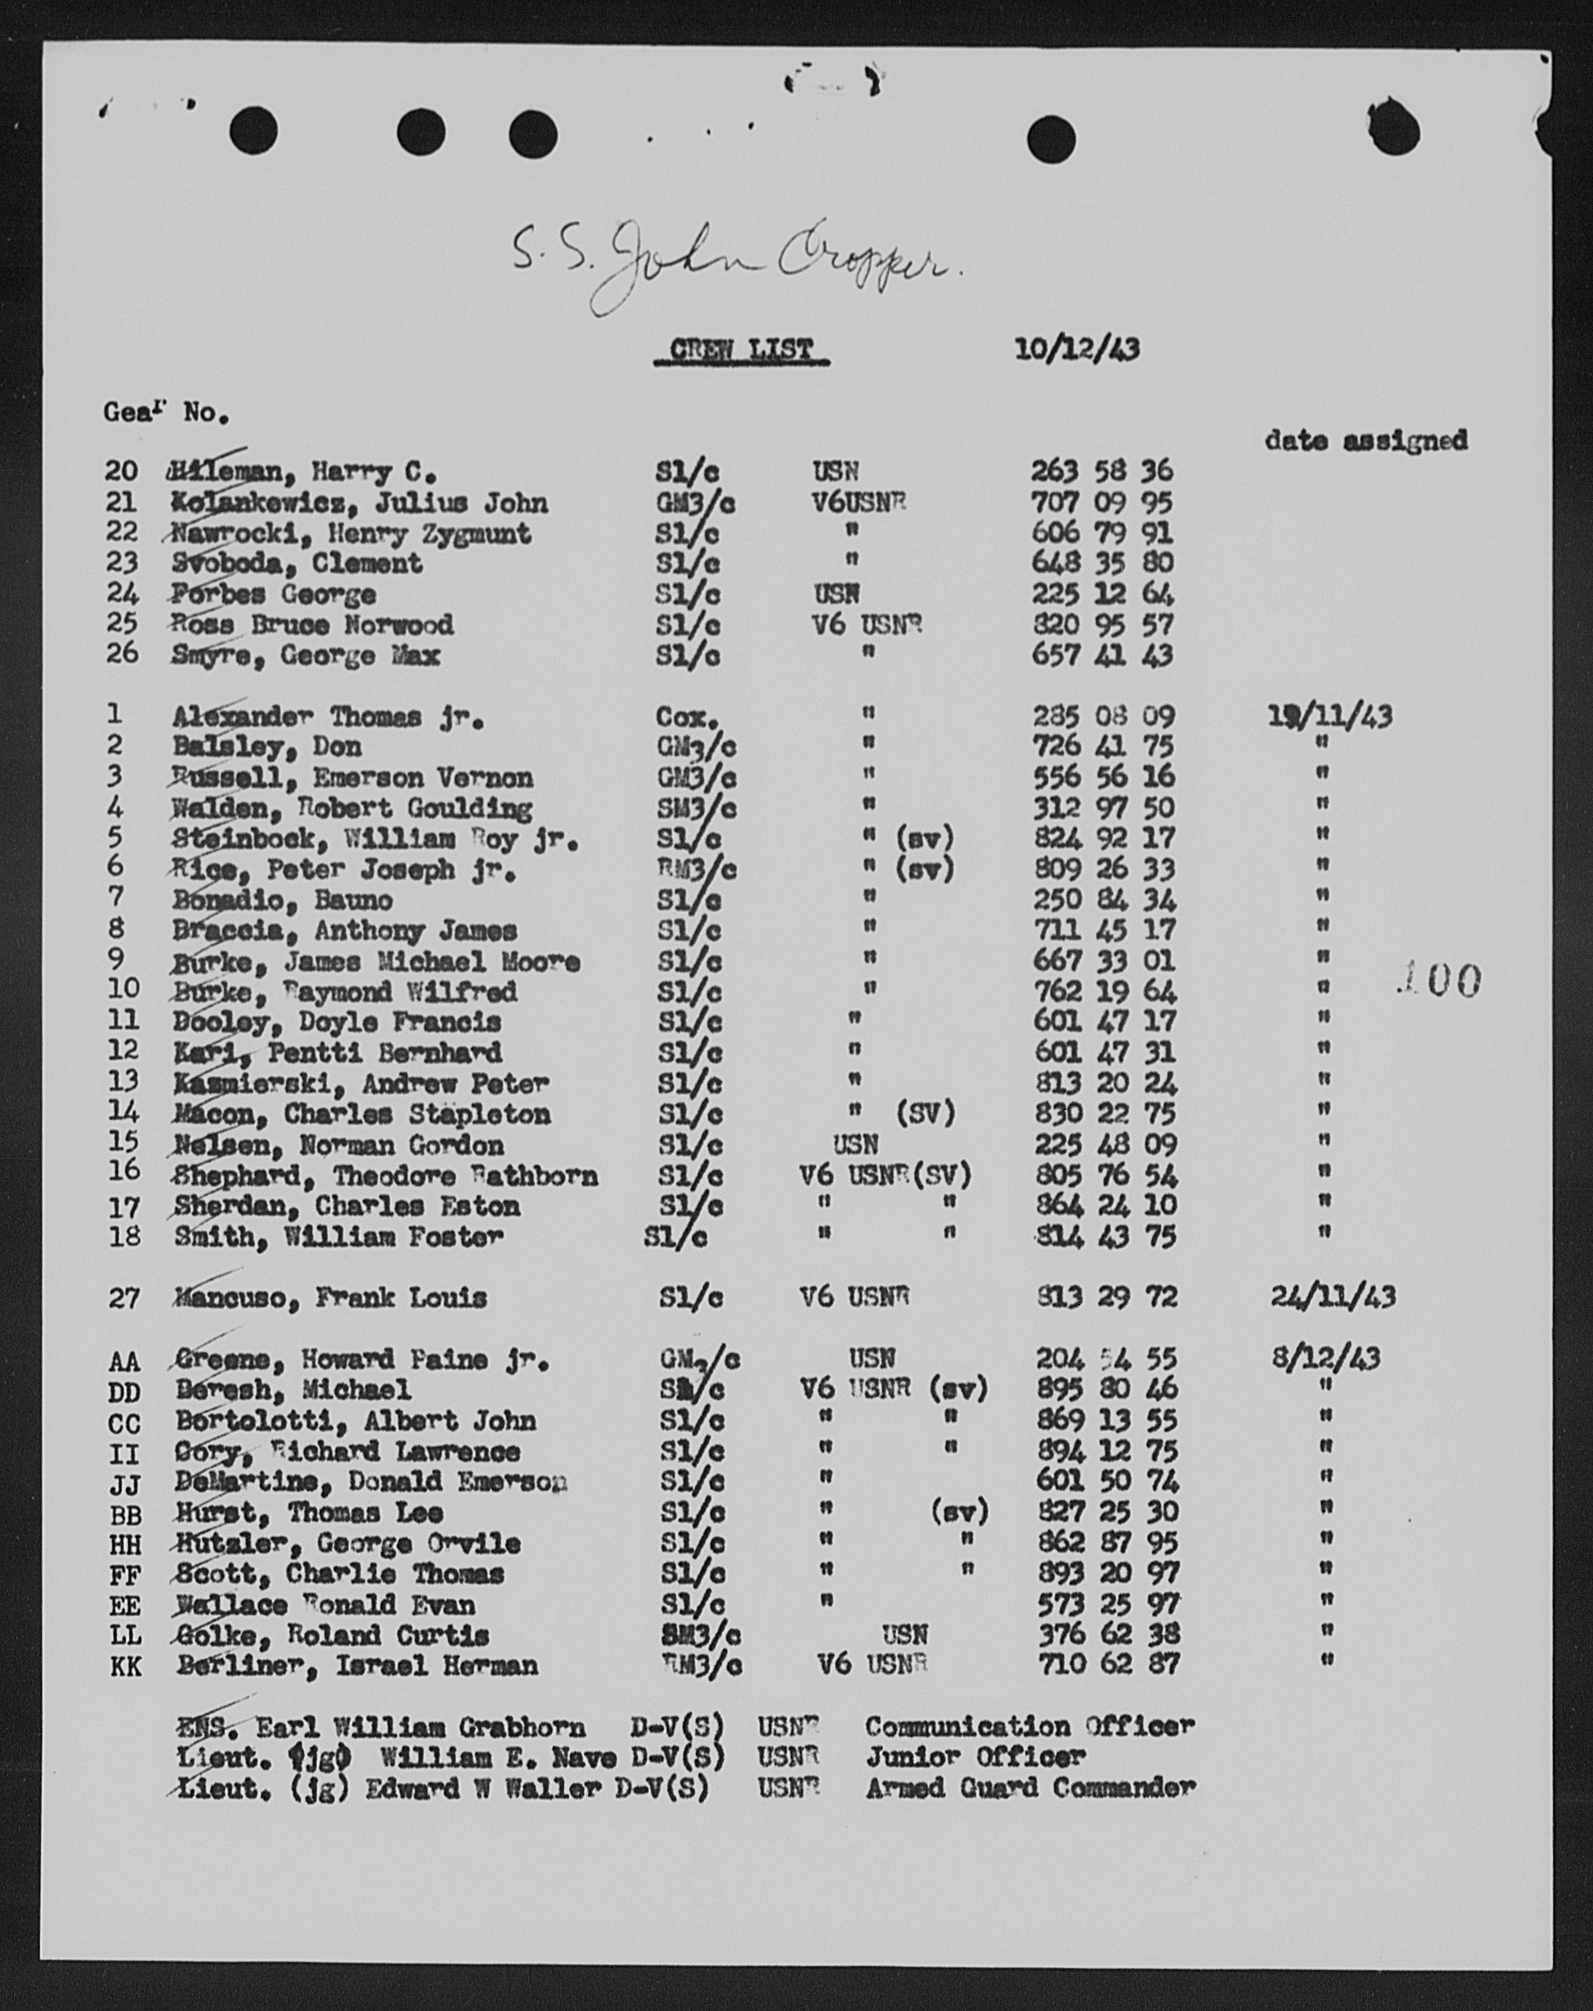 S. S. John Cropper.
CREW LIST 10/12/43
Gear No.
date assigned
20 Hileman, Harry C. S1/c USN 263 58 36
21 Kolankewicz, Julius John GM3/c V6USNR 707 09 95
22 Nawrocki, Henry Zygmunt S1/c " 606 79 91
23 Svoboda, Clement S1/c " 648 35 80
24 Forbes George S1/c USN 225 12 64
25 Ross Bruce Norwood S1/c V6 USNR 820 95 57
26 Smyre, George Max S1/c " 657 41 43
1 Alexander Thomas jr. Cox. " 285 08 09 19/11/43
2 Balsley, Don GM3/c " 726 41 75 "
3 Russell, Emerson Vernon GM3/c " 556 56 16 "
4 Walden, Robert Goulding SM3/c " 312 97 50 "
5 Steinbock, William Roy jr. S1/c " (sv) 824 92 17 "
6 Rice, Peter Joseph jr. RM3/c " (sv) 809 26 33 "
7 Bonadio, Bauno S1/c " 250 84 34 "
8 Braccia, Anthony James S1/c " 711 45 17 "
9 Burke, James Michael Moore S1/c " 667 33 01 "
10 Burke, Raymond Wilfred S1/c " 762 19 64 " 100
11 Dooley, Doyle Francis S1/c " 601 47 17 "
12 Kari, Pentti Bernhard S1/c " 601 47 31 "
13 Kazmierski, Andrew Peter S1/c " 813 20 24 "
14 Macon, Charles Stapleton S1/c " (SV) 830 22 75 "
15 Nelsen, Norman Gordon S1/c USN 225 48 09 "
16 Shephard, Theodore Rathborn S1/c V6 USNR(SV) 805 76 54 "
17 Sherdan, Charles Eston S1/c " " 864 24 10 "
18 Smith, William Foster S1/c " " 814 43 75 "
27 Mancuso, Frank Louis S1/c V6 USNR 813 29 72 24/11/43
AA Greene, Howard Paine jr. GM3/c USN 204 54 55 8/12/43
DD Beresh, Michael S1/c V6 USNR (sv) 895 80 46 "
CC Bortolotti, Albert John S1/c " " 869 13 55 "
II Cory, Richard Lawrence S1/c " " 894 12 75 "
JJ DeMartine, Donald Emerson S1/c " 601 50 74 "
BB Hurst, Thomas Lee S1/c " (sv) 827 25 30 "
HH Hutzler, George Orvile S1/c " " 862 87 95 "
FF Scott, Charlie Thomas S1/c " " 893 20 97 "
EE Wallace Ronald Evan S1/c " 573 25 97 "
LL Golke, Roland Curtis SM3/c USN 376 62 38 "
KK Berliner, Israel Herman RM3/c V6 USNR 710 62 87 "
ENS. Earl William Grabhorn D-V(S) USNR Communication Officer
Lieut. (jg) William E. Nave D-V(S) USNR Junior Officer
Lieut. (jg) Edward W Waller D-V(S) USNR Armed Guard Commander